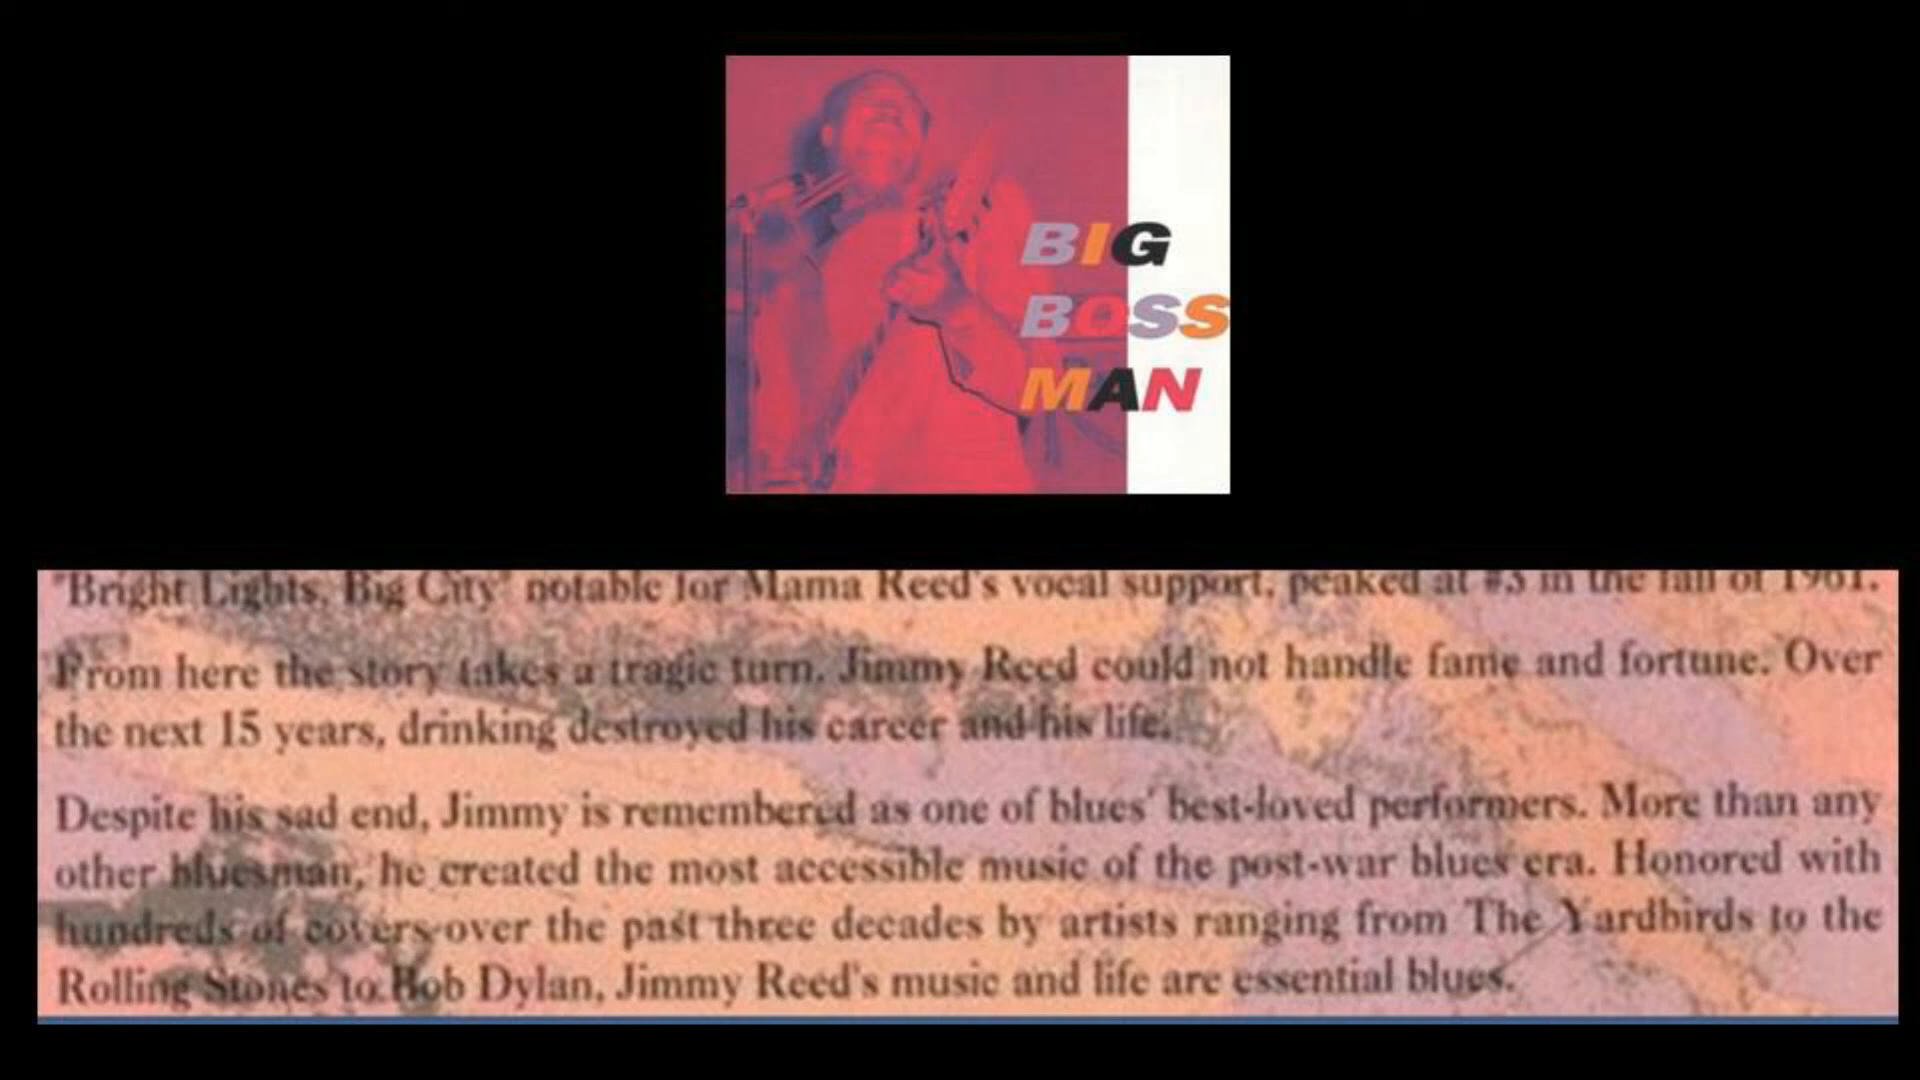 BIG
BOSS
MAN
"Bright Lights, Big City" notable for Mama Reed's vocal support, peaked at #3 in the fall of 1961.
From here the story takes a tragic turn. Jimmy Reed could not handle fame and fortune. Over
the next 15 years, drinking destroyed his career and his life.
Despite his sad end, Jimmy is remembered as one of blues' best-loved performers. More than any
other bluesman, he created the most accessible music of the post-war blues era. Honored with
hundreds of covers over the past three decades by artists ranging from The Yardbirds to the
Rolling Stones to Bob Dylan, Jimmy Reed's music and life are essential blues.